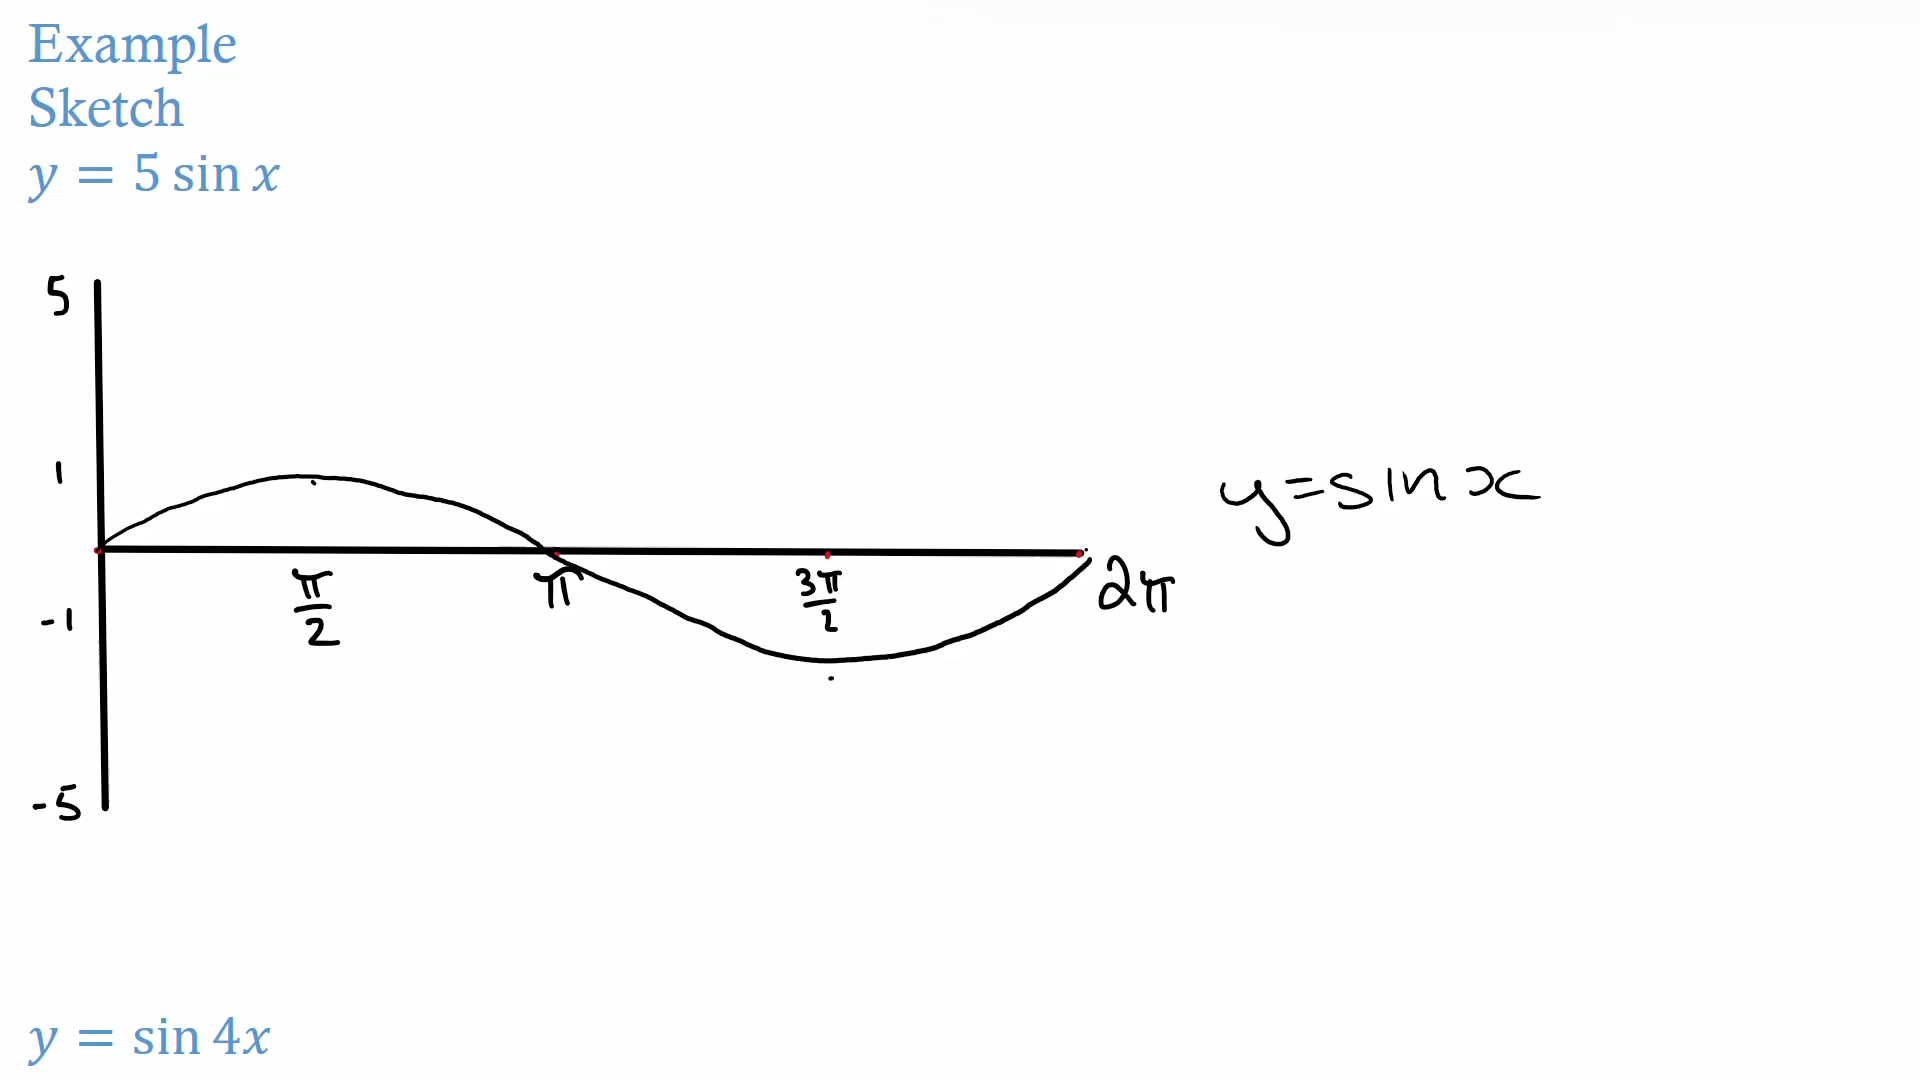 Example
Sketch
y = 5 sin x
5
1
y = sin x
π/2
π
3π/2
2π
-1
-5
y = sin 4x